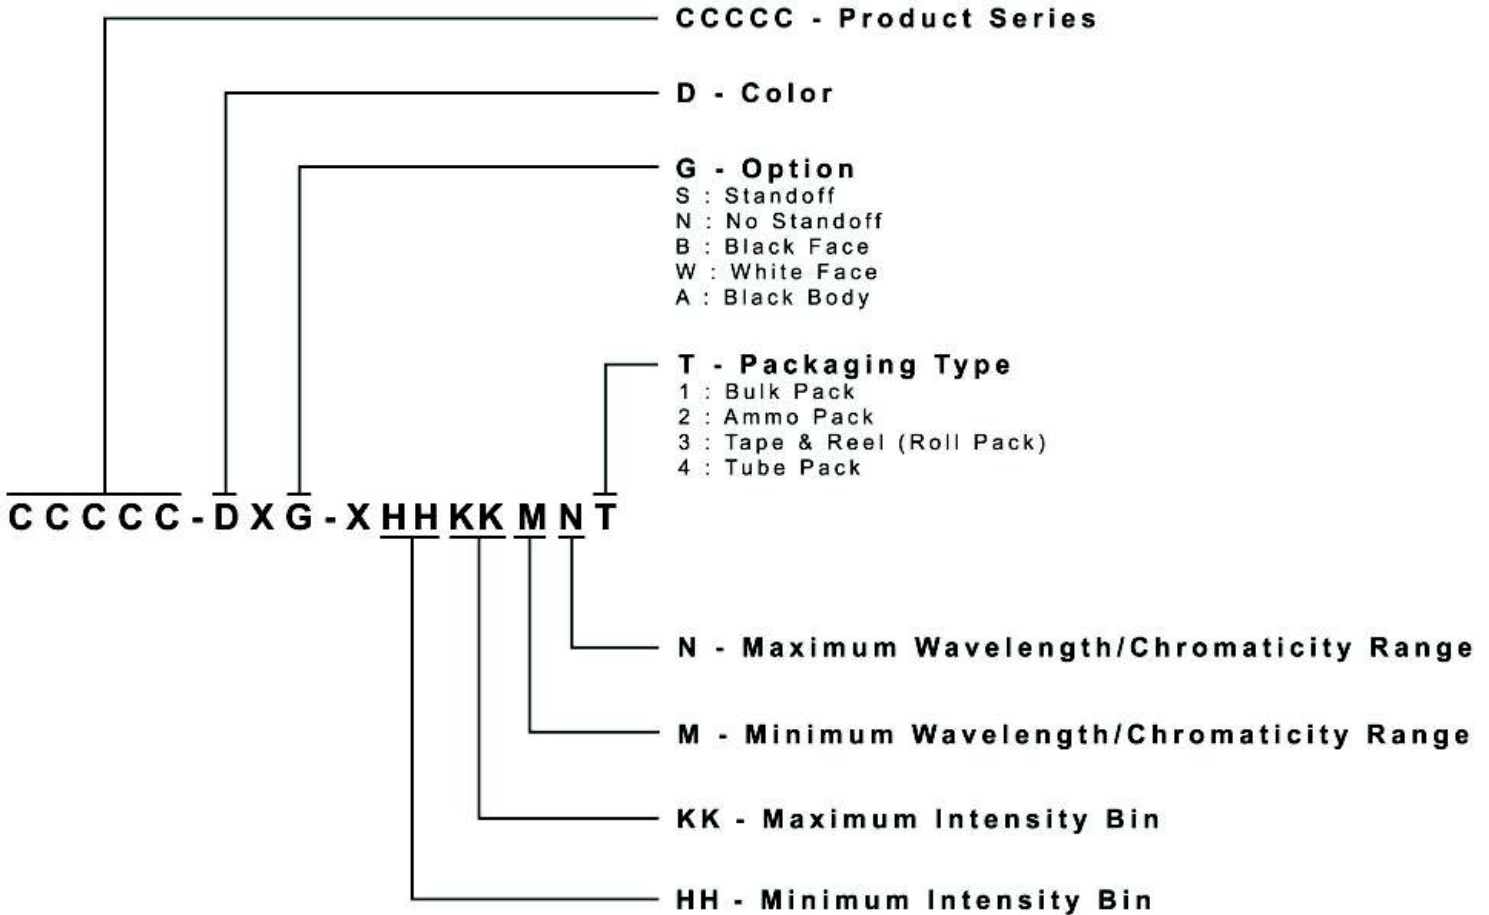 CCCCC - Product Series
D - Color
G - Option
S : Standoff
N : No Standoff
B : Black Face
W : White Face
A : Black Body
T - Packaging Type
1 : Bulk Pack
2 : Ammo Pack
3 : Tape & Reel (Roll Pack)
4 : Tube Pack
CCCCC-DXG-XHHKKMNT
N - Maximum Wavelength/Chromaticity Range
M - Minimum Wavelength/Chromaticity Range
KK - Maximum Intensity Bin
HH - Minimum Intensity Bin